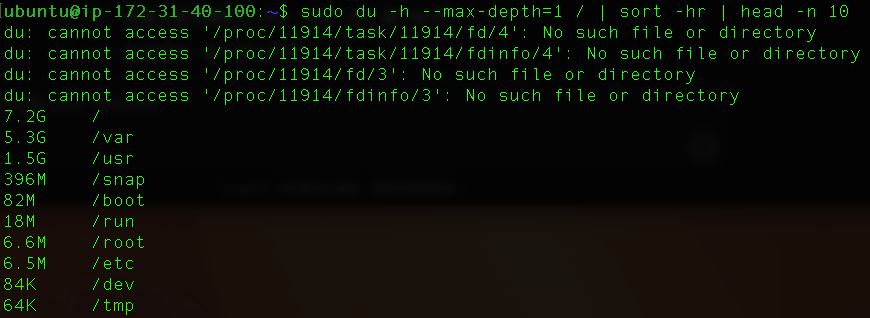 ubuntu@ip-172-31-40-100:~$ sudo du -h --max-depth=1 / | sort -hr | head -n 10
du: cannot access '/proc/11914/task/11914/fd/4': No such file or directory
du: cannot access '/proc/11914/task/11914/fdinfo/4': No such file or directory
du: cannot access '/proc/11914/fd/3': No such file or directory
du: cannot access '/proc/11914/fdinfo/3': No such file or directory
7.2G /
5.3G /var
1.5G /usr
396M /snap
82M /boot
18M /run
6.6M /root
6.5M /etc
84K /dev
64K /tmp